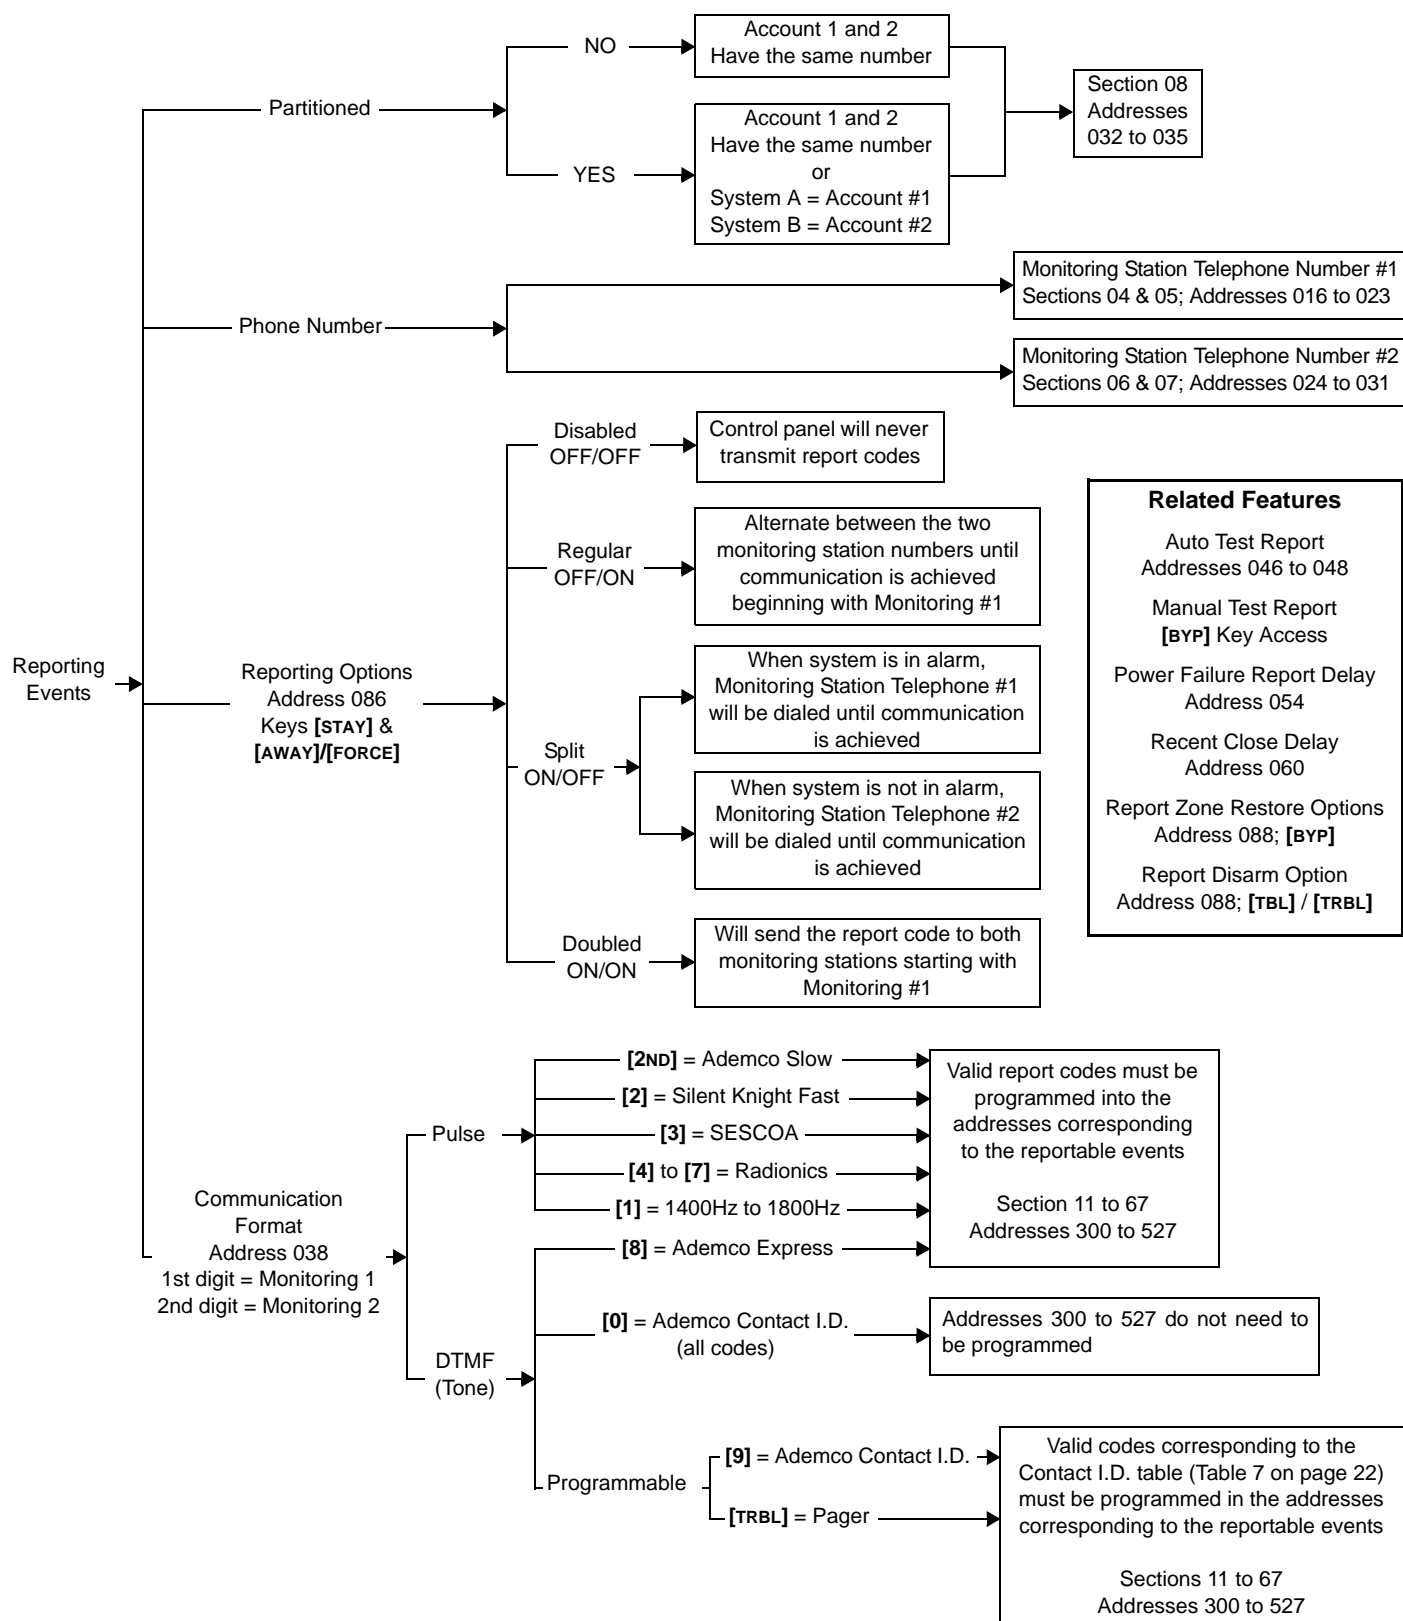 NO
Account 1 and 2
Have the same number
Section 08
Addresses
032 to 035
Partitioned
YES
Account 1 and 2
Have the same number
or
System A = Account #1
System B = Account #2
Monitoring Station Telephone Number #1
Sections 04 & 05; Addresses 016 to 023
Phone Number
Monitoring Station Telephone Number #2
Sections 06 & 07; Addresses 024 to 031
Disabled
OFF/OFF
Control panel will never
transmit report codes
Regular
OFF/ON
Alternate between the two
monitoring station numbers until
communication is achieved
beginning with Monitoring #1
Reporting
Events
Reporting Options
Address 086
Keys [STAY] &
[AWAY]/[FORCE]
Split
ON/OFF
When system is in alarm,
Monitoring Station Telephone #1
will be dialed until communication
is achieved
When system is not in alarm,
Monitoring Station Telephone #2
will be dialed until communication
is achieved
Doubled
ON/ON
Will send the report code to both
monitoring stations starting with
Monitoring #1
Related Features
Auto Test Report
Addresses 046 to 048
Manual Test Report
[BYP] Key Access
Power Failure Report Delay
Address 054
Recent Close Delay
Address 060
Report Zone Restore Options
Address 088; [BYP]
Report Disarm Option
Address 088; [TBL] / [TRBL]
Communication
Format
Address 038
1st digit = Monitoring 1
2nd digit = Monitoring 2
Pulse
[2ND] = Ademco Slow
[2] = Silent Knight Fast
[3] = SESCOA
[4] to [7] = Radionics
[1] = 1400Hz to 1800Hz
[8] = Ademco Express
Valid report codes must be
programmed into the
addresses corresponding
to the reportable events
Section 11 to 67
Addresses 300 to 527
DTMF
(Tone)
[0] = Ademco Contact I.D.
(all codes)
Addresses 300 to 527 do not need to
be programmed
Programmable
[9] = Ademco Contact I.D.
[TRBL] = Pager
Valid codes corresponding to the
Contact I.D. table (Table 7 on page 22)
must be programmed in the addresses
corresponding to the reportable events
Sections 11 to 67
Addresses 300 to 527